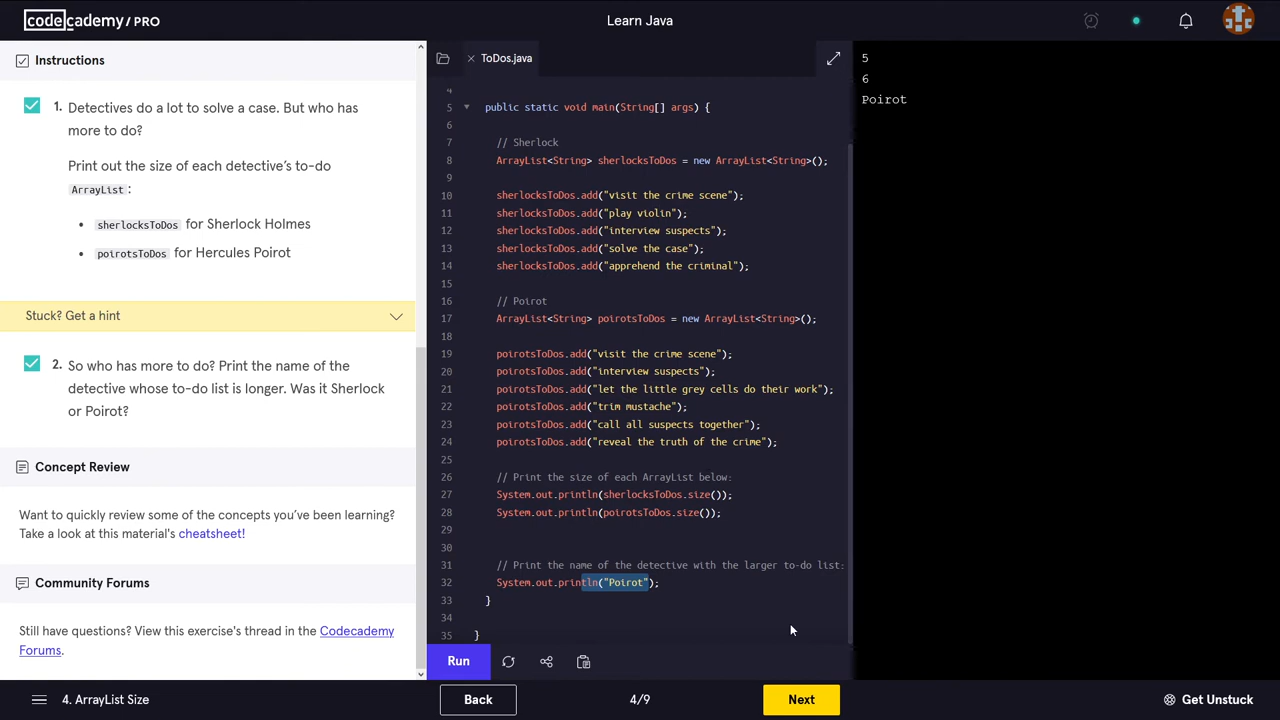 codecademy/PRO
Learn Java
Instructions
1. Detectives do a lot to solve a case. But who has
more to do?
Print out the size of each detective's to-do
ArrayList:
• sherlocksToDos for Sherlock Holmes
• poirotsToDos for Hercules Poirot
Stuck? Get a hint
2. So who has more to do? Print the name of the
detective whose to-do list is longer. Was it Sherlock
or Poirot?
Concept Review
Want to quickly review some of the concepts you've been learning?
Take a look at this material's cheatsheet!
Community Forums
Still have questions? View this exercise's thread in the Codecademy
Forums.
ToDos.java
4
5 public static void main(String[] args) {
6
7 // Sherlock
8 ArrayList<String> sherlocksToDos = new ArrayList<String>();
9
10 sherlocksToDos.add("visit the crime scene");
11 sherlocksToDos.add("play violin");
12 sherlocksToDos.add("interview suspects");
13 sherlocksToDos.add("solve the case");
14 sherlocksToDos.add("apprehend the criminal");
15
16 // Poirot
17 ArrayList<String> poirotsToDos = new ArrayList<String>();
18
19 poirotsToDos.add("visit the crime scene");
20 poirotsToDos.add("interview suspects");
21 poirotsToDos.add("let the little grey cells do their work");
22 poirotsToDos.add("trim mustache");
23 poirotsToDos.add("call all suspects together");
24 poirotsToDos.add("reveal the truth of the crime");
25
26 // Print the size of each ArrayList below:
27 System.out.println(sherlocksToDos.size());
28 System.out.println(poirotsToDos.size());
29
30
31 // Print the name of the detective with the larger to-do list:
32 System.out.println("Poirot");
33 }
34
35 }
Run
5
6
Poirot
4. ArrayList Size
Back
4/9
Next
Get Unstuck